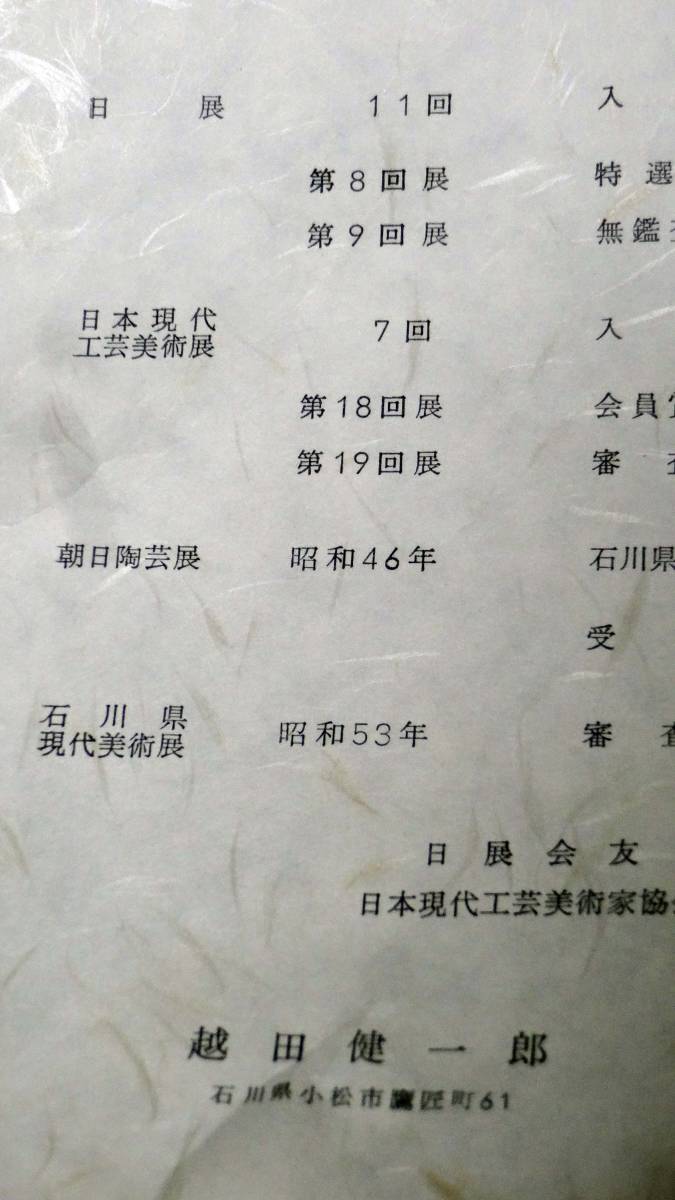 日展 11回 入
第8回展 特選
第9回展 無鑑査
日本現代
工芸美術展 7回 入
第18回展 会員賞
第19回展 審査
朝日陶芸展 昭和46年 石川県
受
石川県
現代美術展 昭和53年 審査
日展会友
日本現代工芸美術家協会
越田健一郎
石川県小松市鷹匠町61